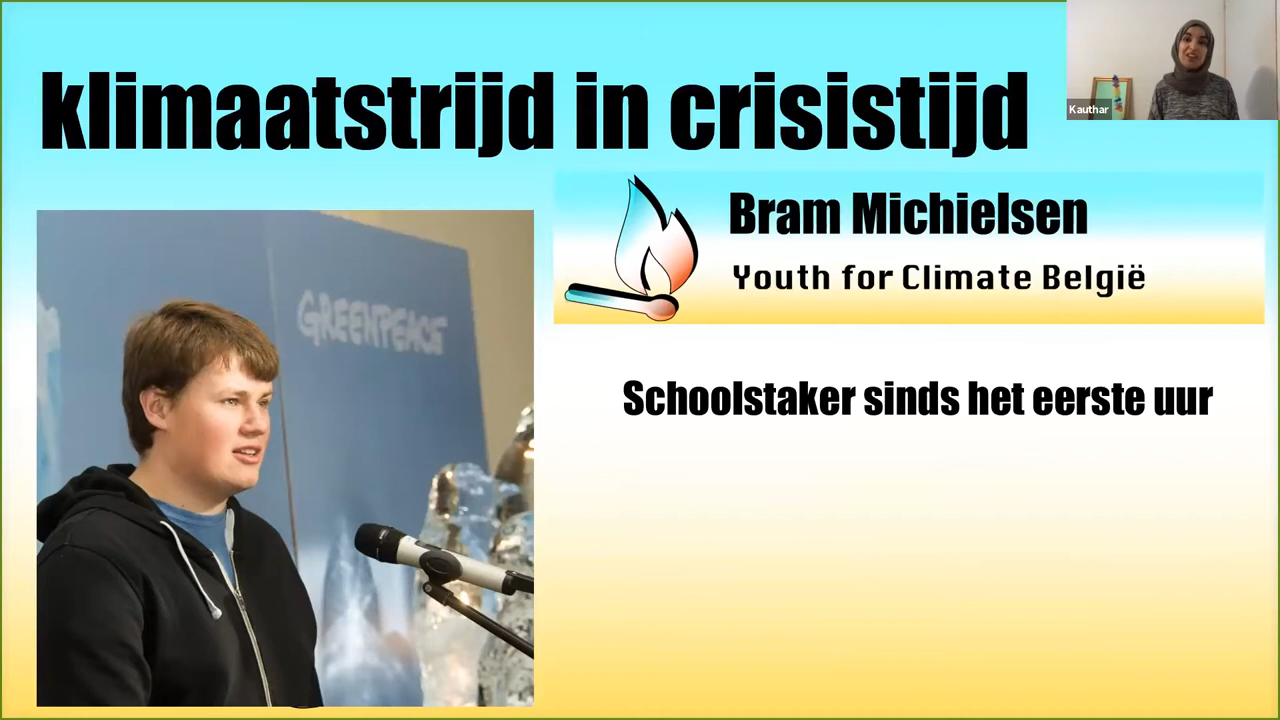 klimaatstrijd in crisistijd
Kauthar
Bram Michielsen
Youth for Climate België
GREENPEACE
Schoolstaker sinds het eerste uur